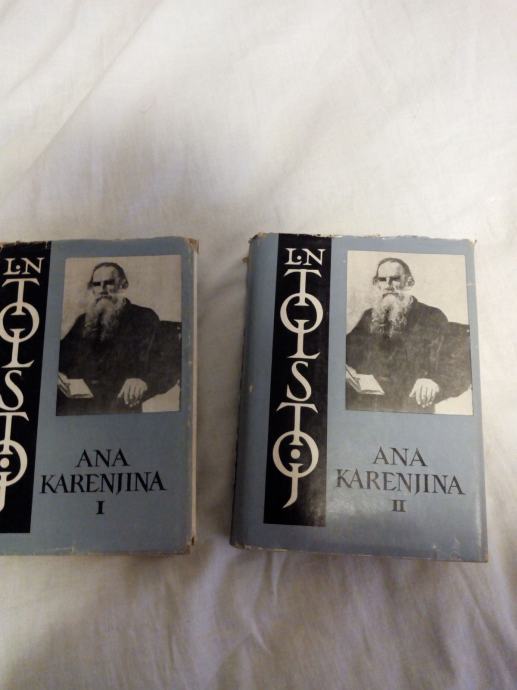 L·N
TOLSTOJ
ANA
KARENJINA
I
L·N
TOLSTOJ
ANA
KARENJINA
II